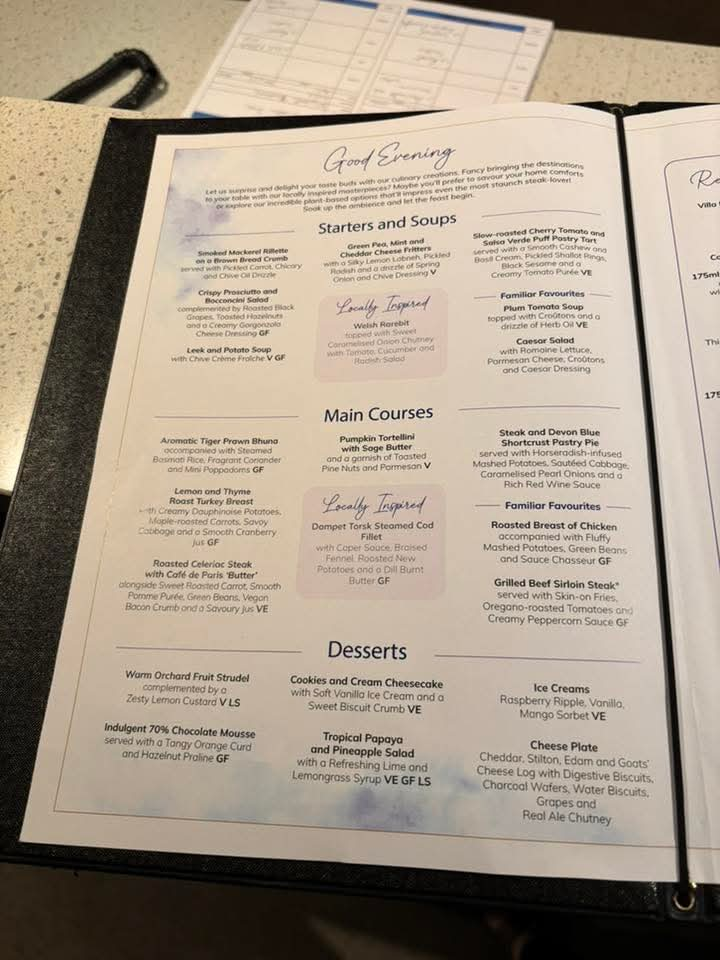 Good Evening
Let us surprise and delight your taste buds with our culinary creations. Fancy bringing the destinations
to your table with our locally inspired masterpieces? Maybe you'll prefer to savour your home comforts
or explore our incredible plant-based options that'll impress even the most staunch steak-lover!
Soak up the ambience and let the feast begin.
Starters and Soups
Smoked Mackerel Rillette
on a Brown Bread Crumb
served with Pickled Carrot, Chicory
and Chive Oil Drizzle
Crispy Prosciutto and
Bocconcini Salad
complemented by Roasted Black
Grapes, Toasted Hazelnuts
and a Creamy Gorgonzola
Cheese Dressing GF
Leek and Potato Soup
with Chive Crème Fraîche V GF
Green Pea, Mint and
Cheddar Cheese Fritters
with a Silky Lemon Labneh, Pickled
Radish and a drizzle of Spring
Onion and Chive Dressing V
Locally Inspired
Welsh Rarebit
topped with Sweet
Caramelised Onion Chutney
with Tomato, Cucumber and
Radish Salad
Slow-roasted Cherry Tomato and
Salsa Verde Puff Pastry Tart
served with a Smooth Cashew and
Basil Cream, Pickled Shallot Rings,
Black Sesame and a
Creamy Tomato Purée VE
Familiar Favourites
Plum Tomato Soup
topped with Croûtons and a
drizzle of Herb Oil VE
Caesar Salad
with Romaine Lettuce,
Parmesan Cheese, Croûtons
and Caesar Dressing
Main Courses
Aromatic Tiger Prawn Bhuna
accompanied with Steamed
Basmati Rice, Fragrant Coriander
and Mini Poppadoms GF
Lemon and Thyme
Roast Turkey Breast
with Creamy Dauphinoise Potatoes,
Maple-roasted Carrots, Savoy
Cabbage and a Smooth Cranberry
Jus GF
Roasted Celeriac Steak
with Café de Paris 'Butter'
alongside Sweet Roasted Carrot, Smooth
Pomme Purée, Green Beans, Vegan
Bacon Crumb and a Savoury Jus VE
Pumpkin Tortellini
with Sage Butter
and a garnish of Toasted
Pine Nuts and Parmesan V
Locally Inspired
Dampet Torsk Steamed Cod
Fillet
with Caper Sauce, Braised
Fennel, Roasted New
Potatoes and a Dill Burnt
Butter GF
Steak and Devon Blue
Shortcrust Pastry Pie
served with Horseradish-infused
Mashed Potatoes, Sautéed Cabbage,
Caramelised Pearl Onions and a
Rich Red Wine Sauce
Familiar Favourites
Roasted Breast of Chicken
accompanied with Fluffy
Mashed Potatoes, Green Beans
and Sauce Chasseur GF
Grilled Beef Sirloin Steak*
served with Skin-on Fries,
Oregano-roasted Tomatoes and
Creamy Peppercorn Sauce GF
Desserts
Warm Orchard Fruit Strudel
complemented by a
Zesty Lemon Custard V LS
Indulgent 70% Chocolate Mousse
served with a Tangy Orange Curd
and Hazelnut Praline GF
Cookies and Cream Cheesecake
with Soft Vanilla Ice Cream and a
Sweet Biscuit Crumb VE
Tropical Papaya
and Pineapple Salad
with a Refreshing Lime and
Lemongrass Syrup VE GF LS
Ice Creams
Raspberry Ripple, Vanilla,
Mango Sorbet VE
Cheese Plate
Cheddar, Stilton, Edam and Goats'
Cheese Log with Digestive Biscuits,
Charcoal Wafers, Water Biscuits,
Grapes and
Real Ale Chutney
Re
Villa
175ml
Thi
175